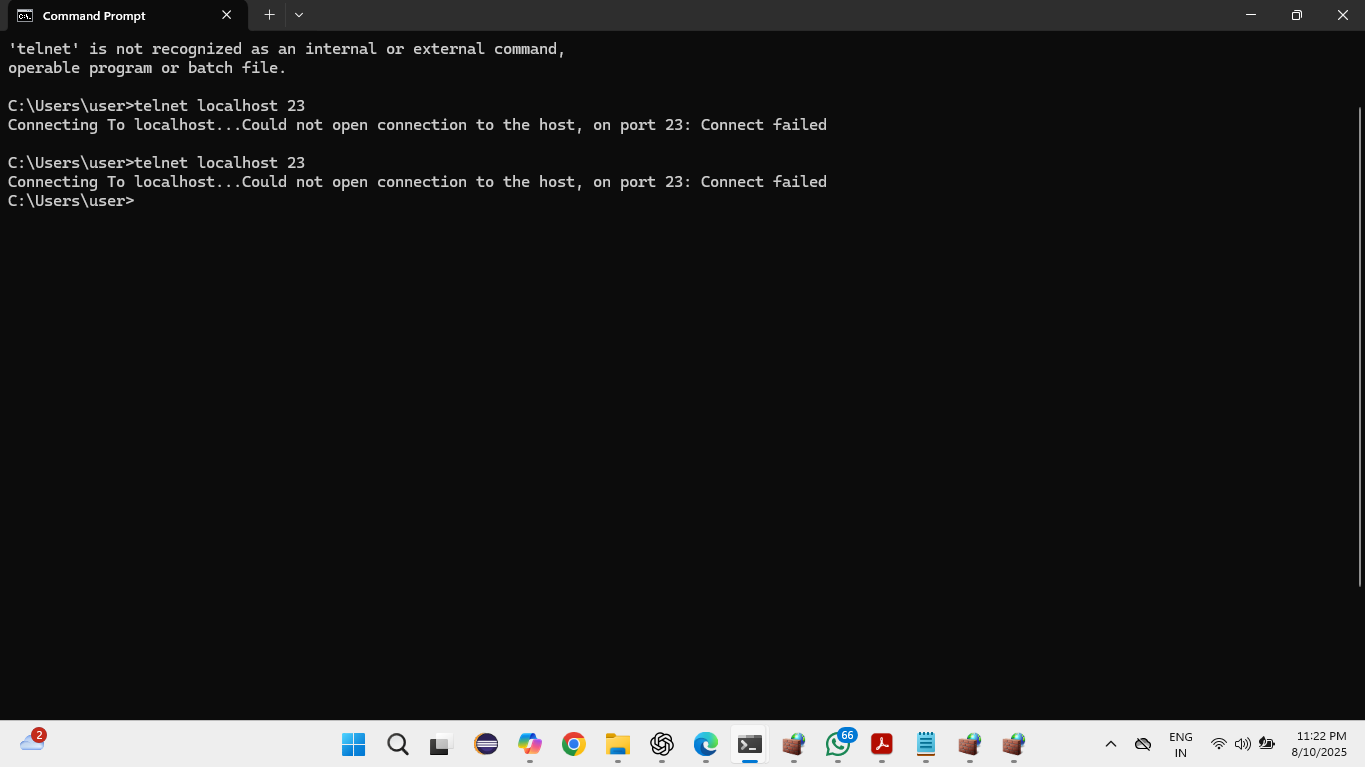 Command Prompt
'telnet' is not recognized as an internal or external command,
operable program or batch file.
C:\Users\user>telnet localhost 23
Connecting To localhost...Could not open connection to the host, on port 23: Connect failed
C:\Users\user>telnet localhost 23
Connecting To localhost...Could not open connection to the host, on port 23: Connect failed
C:\Users\user>
2
66
ENG
IN
11:22 PM
8/10/2025